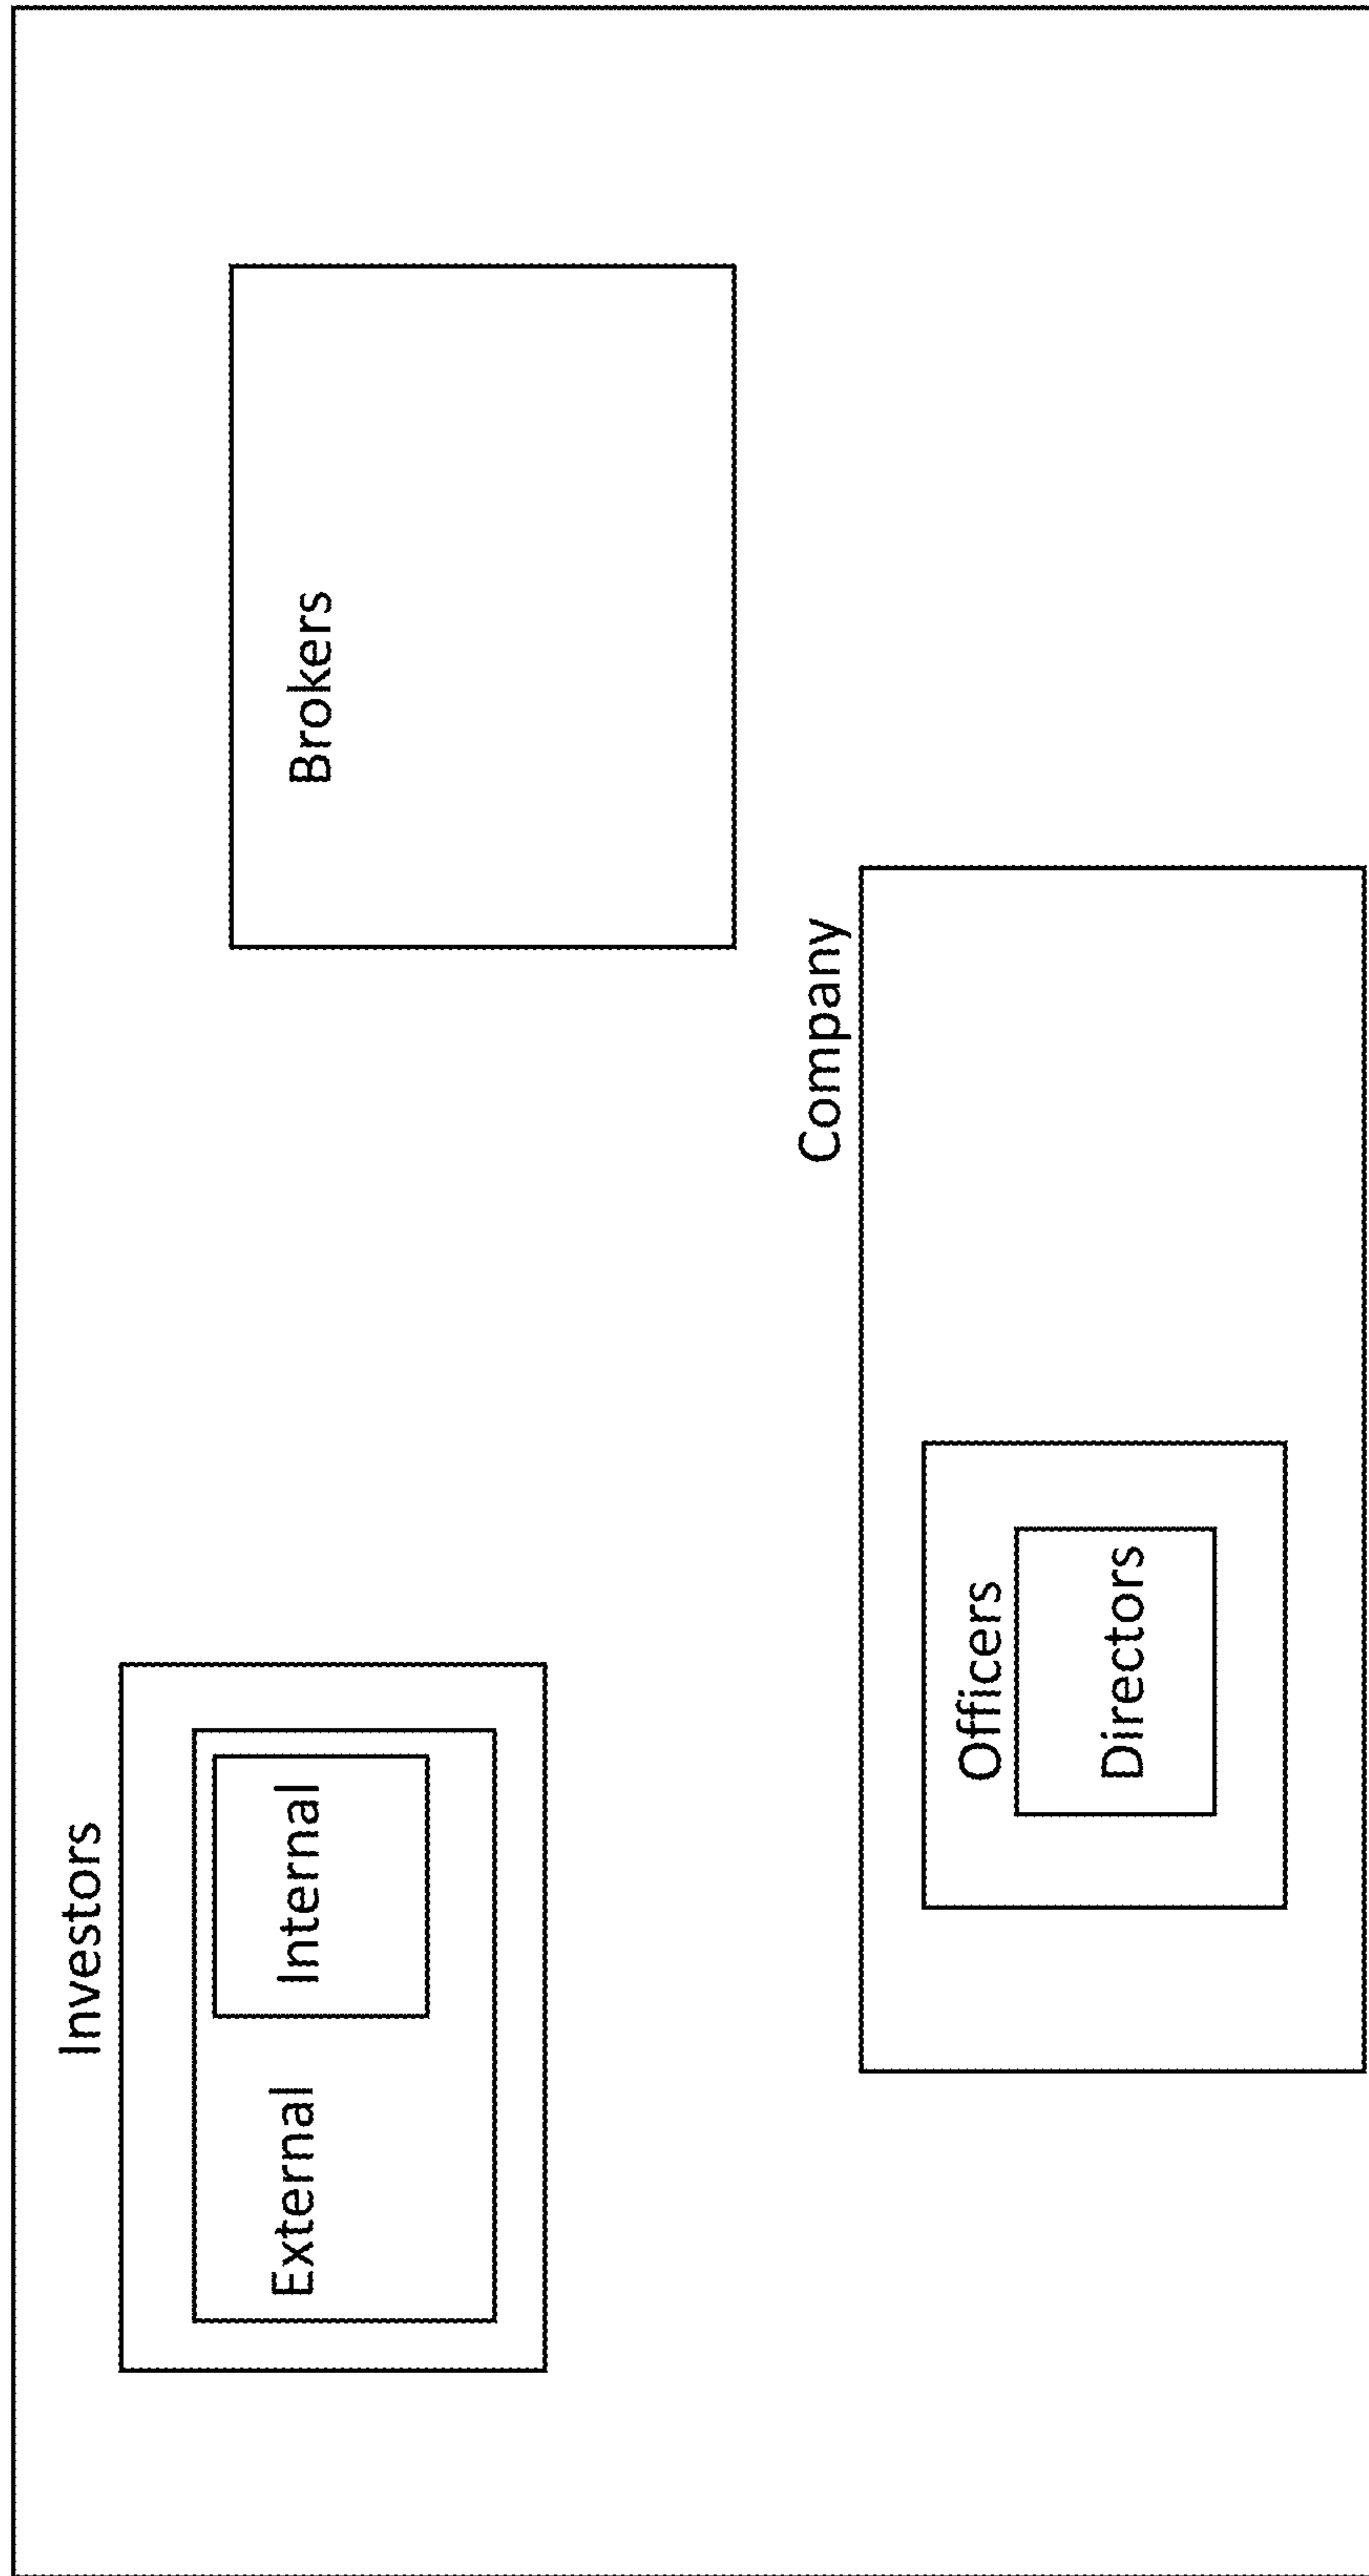 Investors
External
Internal
Brokers
Company
Officers
Directors